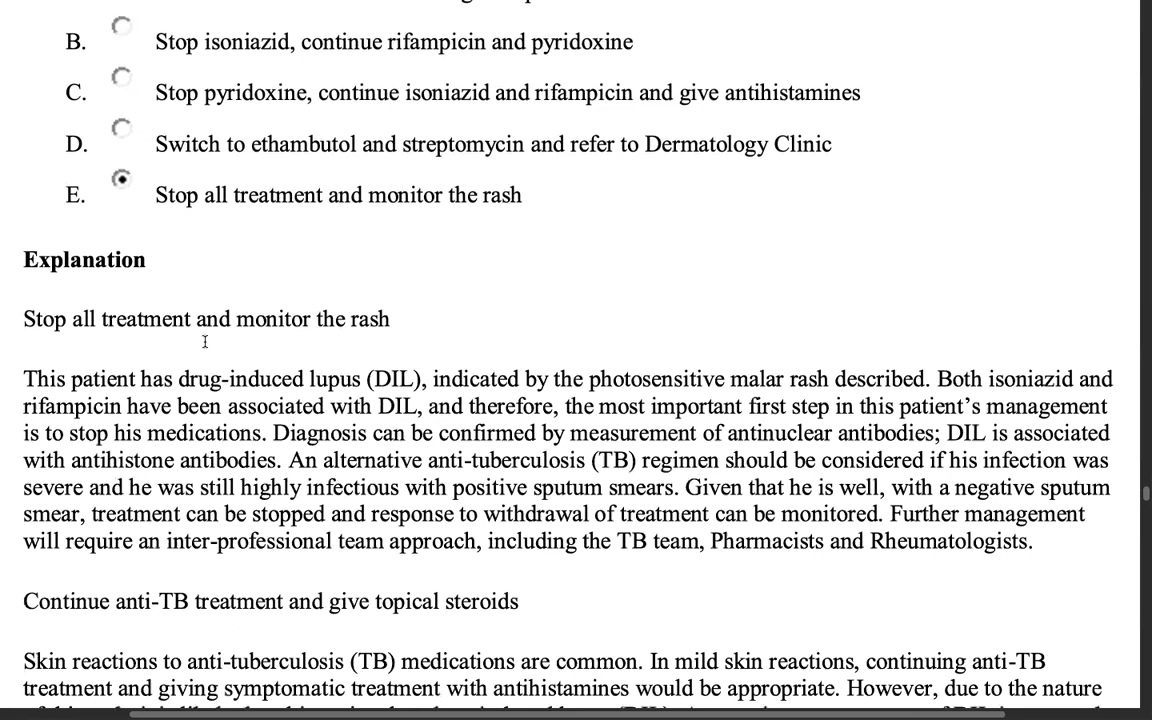 B. Stop isoniazid, continue rifampicin and pyridoxine
C. Stop pyridoxine, continue isoniazid and rifampicin and give antihistamines
D. Switch to ethambutol and streptomycin and refer to Dermatology Clinic
E. Stop all treatment and monitor the rash
Explanation
Stop all treatment and monitor the rash
This patient has drug-induced lupus (DIL), indicated by the photosensitive malar rash described. Both isoniazid and
rifampicin have been associated with DIL, and therefore, the most important first step in this patient’s management
is to stop his medications. Diagnosis can be confirmed by measurement of antinuclear antibodies; DIL is associated
with antihistone antibodies. An alternative anti-tuberculosis (TB) regimen should be considered if his infection was
severe and he was still highly infectious with positive sputum smears. Given that he is well, with a negative sputum
smear, treatment can be stopped and response to withdrawal of treatment can be monitored. Further management
will require an inter-professional team approach, including the TB team, Pharmacists and Rheumatologists.
Continue anti-TB treatment and give topical steroids
Skin reactions to anti-tuberculosis (TB) medications are common. In mild skin reactions, continuing anti-TB
treatment and giving symptomatic treatment with antihistamines would be appropriate. However, due to the nature